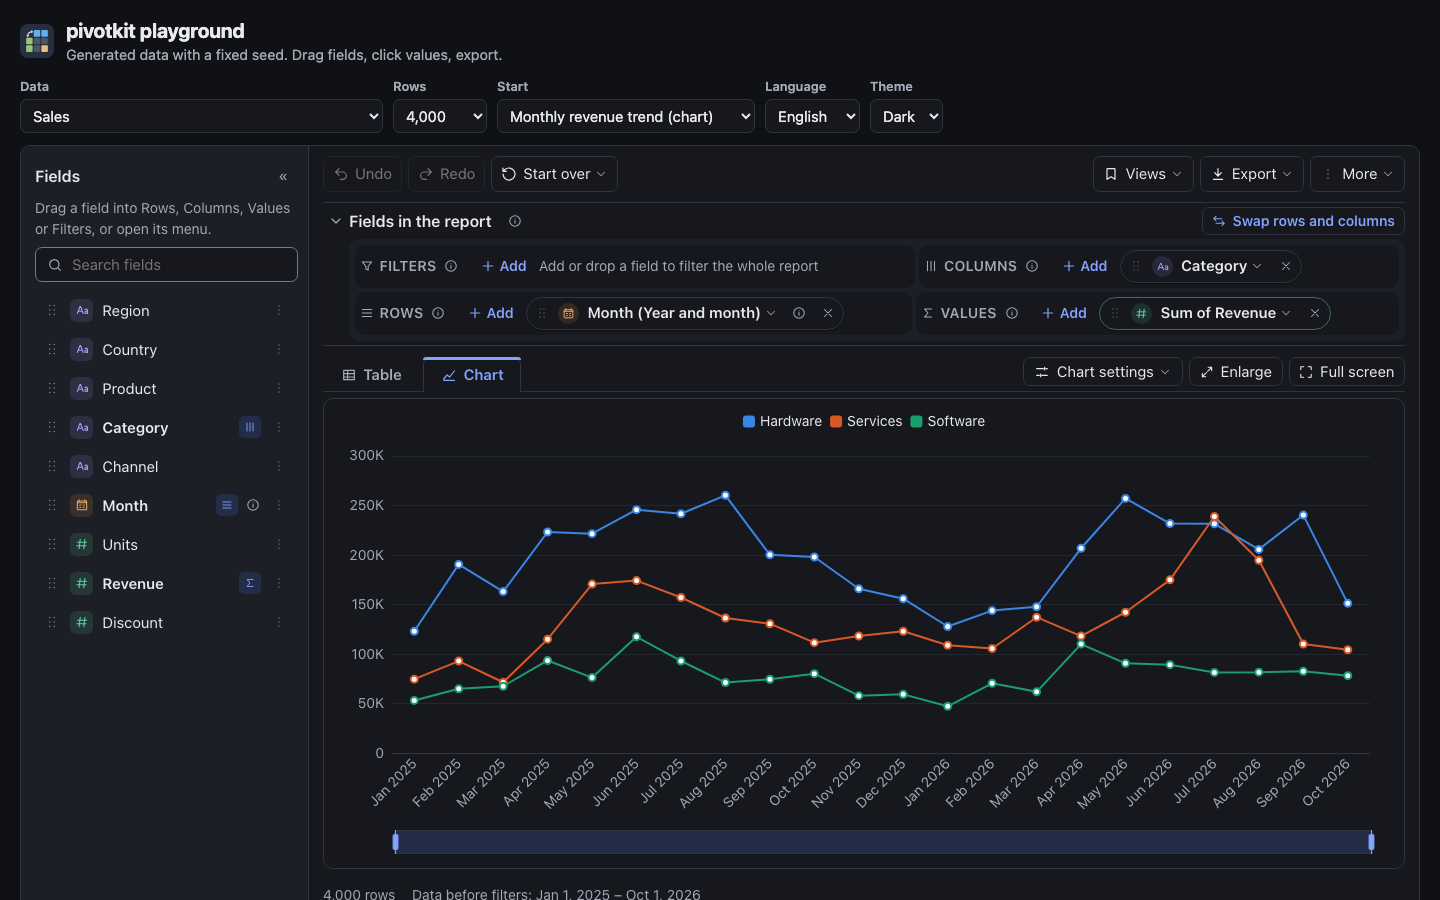 pivotkit playground
Generated data with a fixed seed. Drag fields, click values, export.
Data Rows Start Language Theme
Sales 4,000 Monthly revenue trend (chart) English Dark
Fields «
Drag a field into Rows, Columns, Values
or Filters, or open its menu.
Search fields
Aa Region
Aa Country
Aa Product
Aa Category
Aa Channel
Month
# Units
# Revenue Σ
# Discount
Undo Redo Start over Views Export More
Fields in the report Swap rows and columns
FILTERS + Add Add or drop a field to filter the whole report
COLUMNS + Add Aa Category ×
ROWS + Add Month (Year and month) ×
Σ VALUES + Add # Sum of Revenue ×
Table Chart Chart settings Enlarge Full screen
Hardware Services Software
300K
250K
200K
150K
100K
50K
0
Jan 2025 Feb 2025 Mar 2025 Apr 2025 May 2025 Jun 2025 Jul 2025 Aug 2025 Sep 2025 Oct 2025 Nov 2025 Dec 2025 Jan 2026 Feb 2026 Mar 2026 Apr 2026 May 2026 Jun 2026 Jul 2026 Aug 2026 Sep 2026 Oct 2026
4,000 rows Data before filters: Jan 1, 2025 – Oct 1, 2026